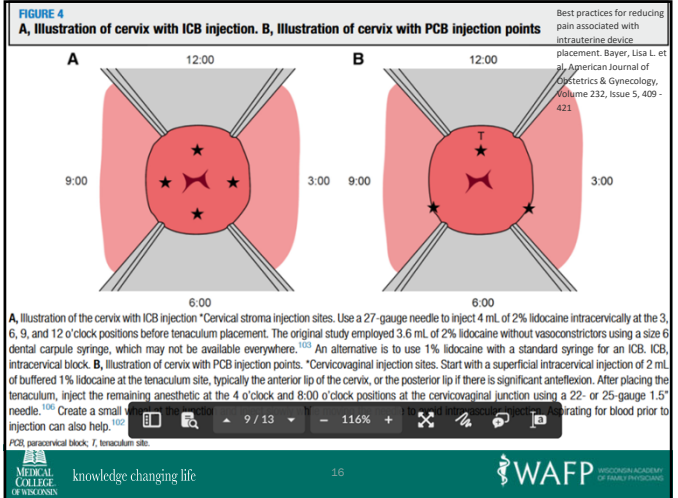 FIGURE 4
A, Illustration of cervix with ICB injection. B, Illustration of cervix with PCB injection points
Best practices for reducing
pain associated with
intrauterine device
placement. Bayer, Lisa L. et
al, American Journal of
Obstetrics & Gynecology,
Volume 232, Issue 5, 409 -
421
A
12:00
9:00
3:00
6:00
B
12:00
T
9:00
3:00
6:00
A, Illustration of the cervix with ICB injection *Cervical stroma injection sites. Use a 27-gauge needle to inject 4 mL of 2% lidocaine intracervically at the 3,
6, 9, and 12 o'clock positions before tenaculum placement. The original study employed 3.6 mL of 2% lidocaine without vasoconstrictors using a size 6
dental carpule syringe, which may not be available everywhere.103 An alternative is to use 1% lidocaine with a standard syringe for an ICB. ICB,
intracervical block. B, Illustration of cervix with PCB injection points. *Cervicovaginal injection sites. Start with a superficial intracervical injection of 2 mL
of buffered 1% lidocaine at the tenaculum site, typically the anterior lip of the cervix, or the posterior lip if there is significant anteflexion. After placing the
tenaculum, inject the remaining anesthetic at the 4 o'clock and 8:00 o'clock positions at the cervicovaginal junction using a 22- or 25-gauge 1.5"
needle.106 Create a small wheal at the junction to avoid intravascular injection. Aspirating for blood prior to
injection can also help.102
9 / 13
116%
PCB, paracervical block; T, tenaculum site.
MEDICAL
COLLEGE
OF WISCONSIN
knowledge changing life
16
WAFP
WISCONSIN ACADEMY
OF FAMILY PHYSICIANS